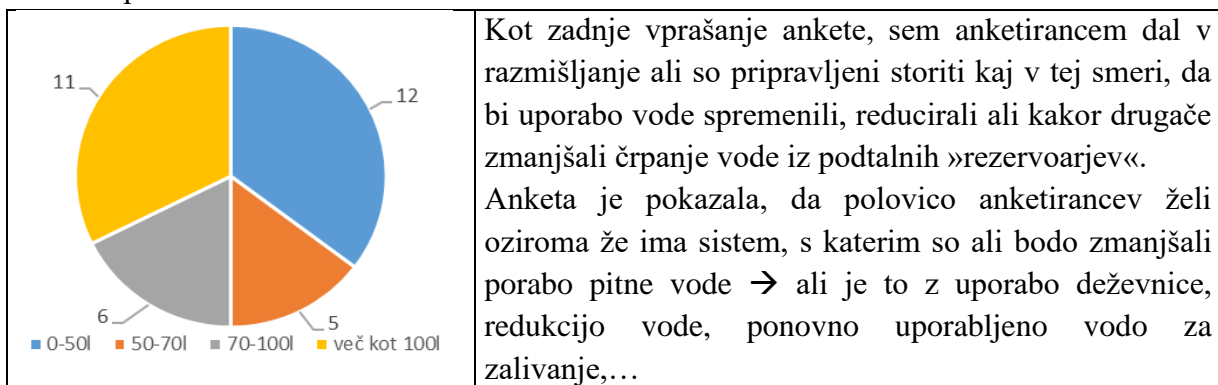 11
12
6
5
0-50l 50-70l 70-100l več kot 100l
Kot zadnje vprašanje ankete, sem anketirancem dal v
razmišljanje ali so pripravljeni storiti kaj v tej smeri, da
bi uporabo vode spremenili, reducirali ali kakor drugače
zmanjšali črpanje vode iz podtalnih »rezervoarjev«.
Anketa je pokazala, da polovico anketirancev želi
oziroma že ima sistem, s katerim so ali bodo zmanjšali
porabo pitne vode → ali je to z uporabo deževnice,
redukcijo vode, ponovno uporabljeno vodo za
zalivanje,…